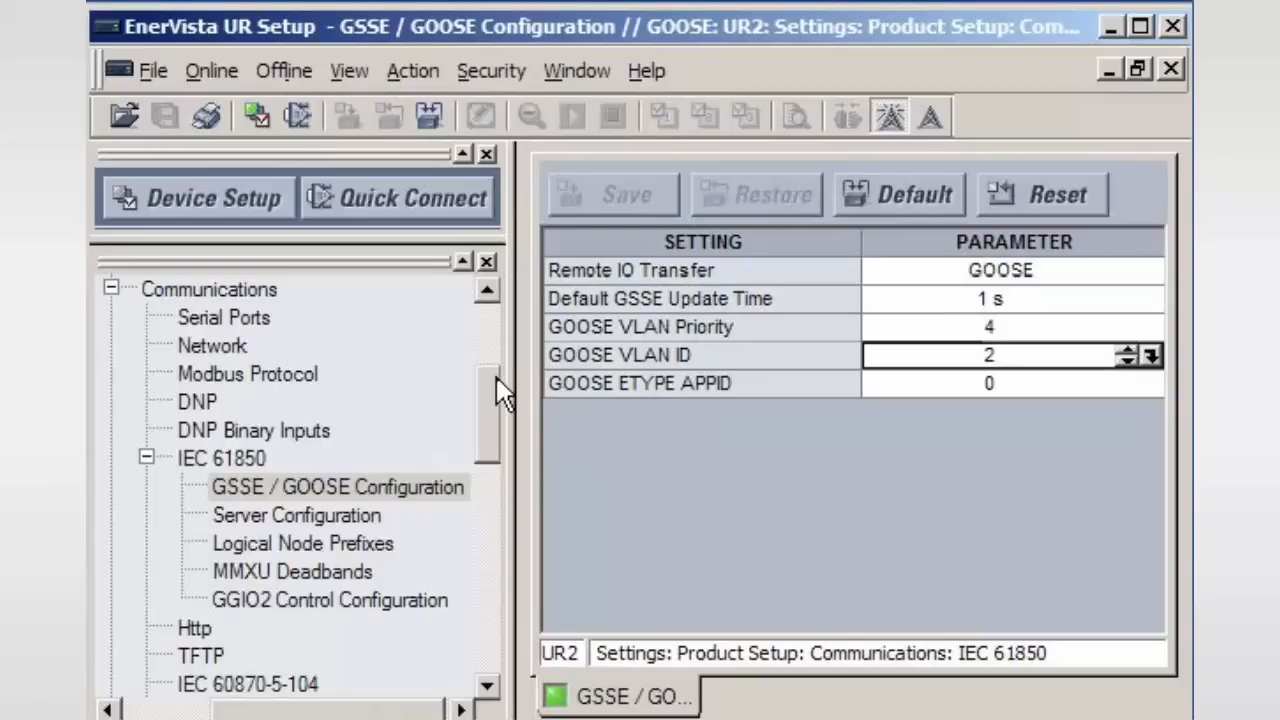 EnerVista UR Setup - GSSE / GOOSE Configuration // GOOSE: UR2: Settings: Product Setup: Com...
File Online Offline View Action Security Window Help
Device Setup Quick Connect
Communications
Serial Ports
Network
Modbus Protocol
DNP
DNP Binary Inputs
IEC 61850
GSSE / GOOSE Configuration
Server Configuration
Logical Node Prefixes
MMXU Deadbands
GGIO2 Control Configuration
Http
TFTP
IEC 60870-5-104
Save Restore Default Reset
SETTING PARAMETER
Remote IO Transfer GOOSE
Default GSSE Update Time 1 s
GOOSE VLAN Priority 4
GOOSE VLAN ID 2
GOOSE ETYPE APPID 0
UR2 Settings: Product Setup: Communications: IEC 61850
GSSE / GO...